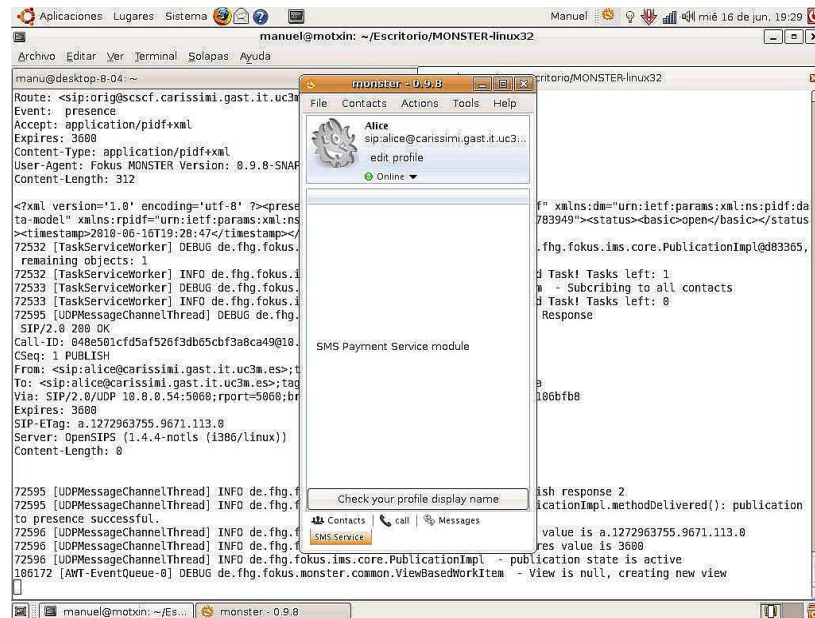 Aplicaciones Lugares Sistema
Manuel mié 16 de jun, 19:29
manuel@motxin: ~/Escritorio/MONSTER-linux32
Archivo Editar Ver Terminal Solapas Ayuda
manu@desktop-8-04: ~
critorio/MONSTER-linux32
Route: <sip:orig@scscf.carissimi.gast.it.uc3m
Event: presence
Accept: application/pidf+xml
Expires: 3600
Content-Type: application/pidf+xml
User-Agent: Fokus MONSTER Version: 0.9.8-SNAP
Content-Length: 312
<?xml version='1.0' encoding='utf-8' ?><prese f" xmlns:dm="urn:ietf:params:xml:ns:pidf:da
ta-model" xmlns:rpidf="urn:ietf:params:xml:ns 783949"><status><basic>open</basic></status
><timestamp>2010-06-16T19:28:47</timestamp></
72532 [TaskServiceWorker] DEBUG de.fhg.fokus. .fhg.fokus.ims.core.PublicationImpl@d83365,
remaining objects: 1
72532 [TaskServiceWorker] INFO de.fhg.fokus.i d Task! Tasks left: 1
72533 [TaskServiceWorker] DEBUG de.fhg.fokus. - Subcribing to all contacts
72533 [TaskServiceWorker] INFO de.fhg.fokus.i d Task! Tasks left: 0
72595 [UDPMessageChannelThread] DEBUG de.fhg. Response
SIP/2.0 200 OK
Call-ID: 048e501cfd5af526f3db65cbf3a8ca49@10.
CSeq: 1 PUBLISH
From: <sip:alice@carissimi.gast.it.uc3m.es>;t
To: <sip:alice@carissimi.gast.it.uc3m.es>;tag a
Via: SIP/2.0/UDP 10.8.0.54:5060;rport=5060;br 106bfb8
Expires: 3600
SIP-ETag: a.1272963755.9671.113.0
Server: OpenSIPS (1.4.4-notls (i386/linux))
Content-Length: 0
72595 [UDPMessageChannelThread] INFO de.fhg.f ish response 2
72595 [UDPMessageChannelThread] INFO de.fhg.f icationImpl.methodDelivered(): publication
to presence successful.
72596 [UDPMessageChannelThread] INFO de.fhg.f value is a.1272963755.9671.113.0
72596 [UDPMessageChannelThread] INFO de.fhg.f res value is 3600
72596 [UDPMessageChannelThread] INFO de.fhg.fokus.ims.core.PublicationImpl - publication state is active
106172 [AWT-EventQueue-0] DEBUG de.fhg.fokus.monster.common.ViewBasedWorkItem - View is null, creating new view
monster - 0.9.8
File Contacts Actions Tools Help
Alice
sip:alice@carissimi.gast.it.uc3...
edit profile
Online
SMS Payment Service module
Check your profile display name
Contacts call Messages
SMS Service
manuel@motxin: ~/Es...
monster - 0.9.8